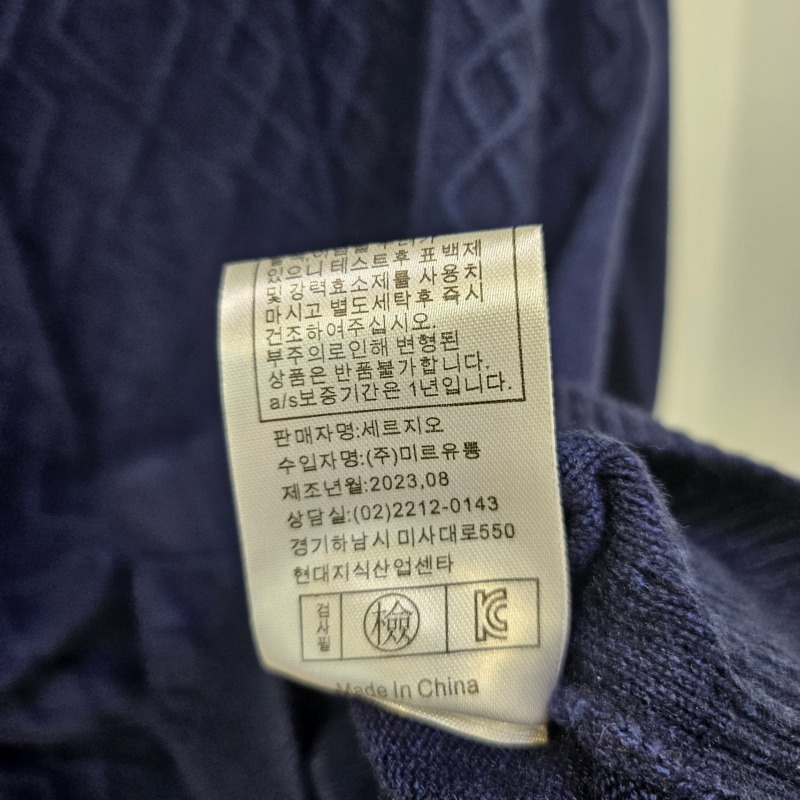 있으니 테스트후 표백제
및 강력효소제를 사용치
마시고 별도세탁후 즉시
건조하여주십시오.
부주의로인해 변형된
상품은 반품불가합니다.
a/s보증기간은 1년입니다.
판매자명:세르지오
수입자명:(주)미르유통
제조년월:2023,08
상담실:(02)2212-0143
경기하남시 미사대로550
현대지식산업센타
검사필 檢 KC
Made In China